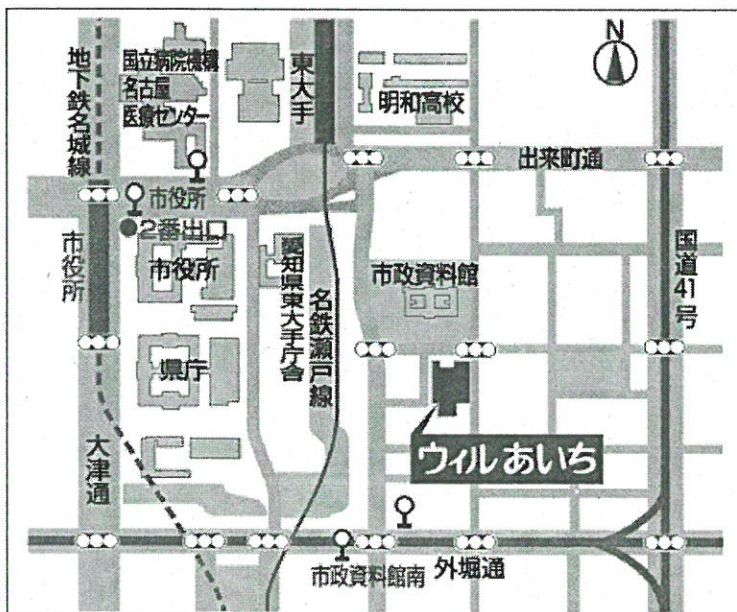 地下鉄名城線
国立病院機構
名古屋
医療センター
東大手
明和高校
N
出来町通
市役所
2番出口
市役所
市役所
愛知県東大手庁舎
名鉄瀬戸線
市政資料館
国道41号
県庁
大津通
ウィルあいち
市政資料館南
外堀通